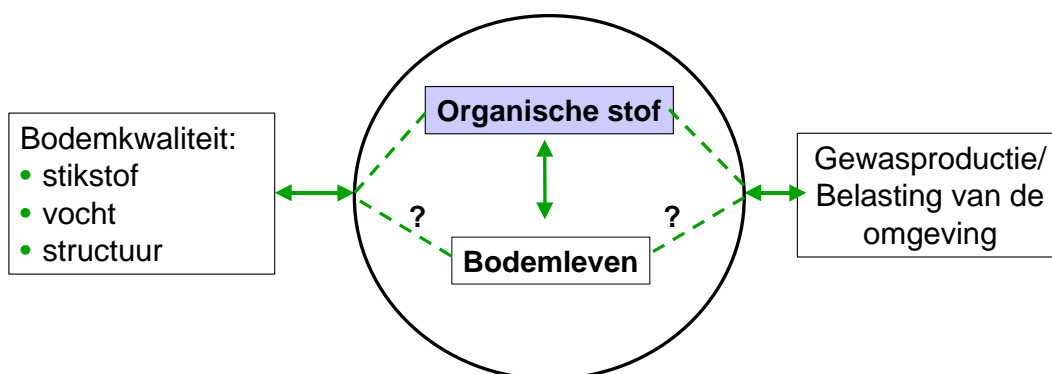 Organische stof
Bodemkwaliteit:
• stikstof
• vocht
• structuur
Gewasproductie/
Belasting van de
omgeving
?
?
Bodemleven